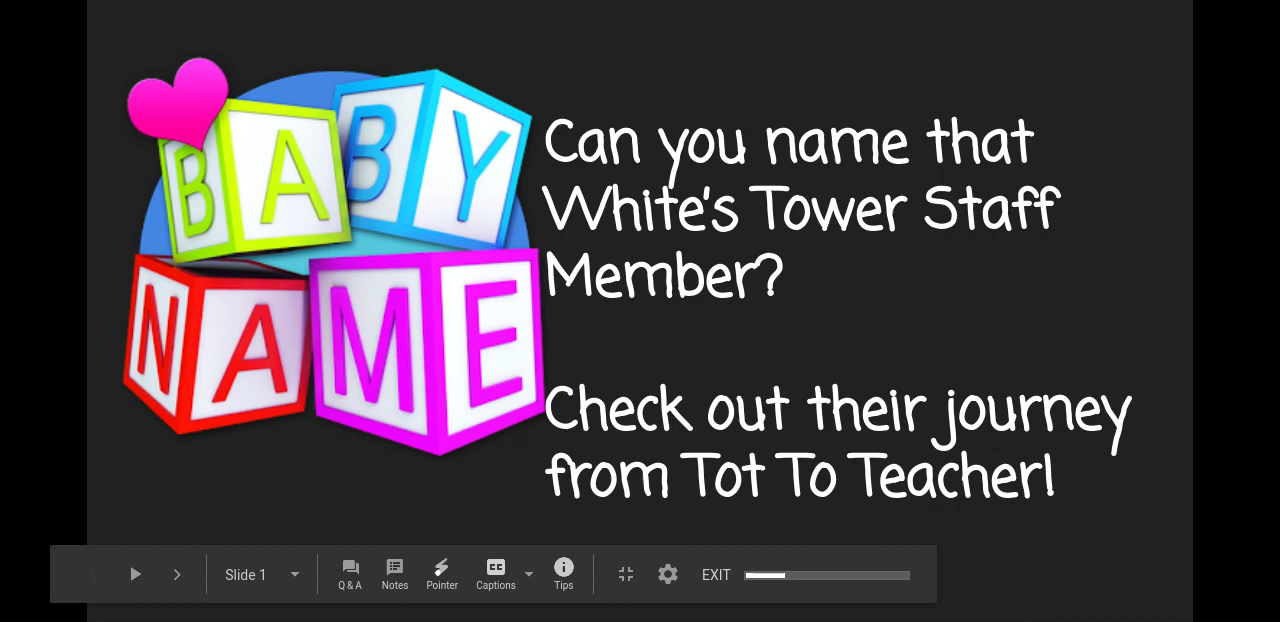 BABY
NAME
Can you name that
White's Tower Staff
Member?
Check out their journey
from Tot To Teacher!
Slide 1
Q & A
Notes
Pointer
CC
Captions
Tips
EXIT